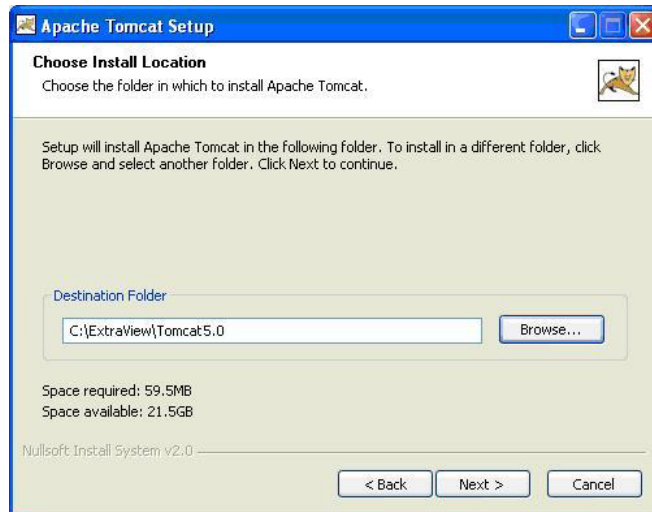 Apache Tomcat Setup
Choose Install Location
Choose the folder in which to install Apache Tomcat.
Setup will install Apache Tomcat in the following folder. To install in a different folder, click
Browse and select another folder. Click Next to continue.
Destination Folder
C:\ExtraView\Tomcat5.0
Browse...
Space required: 59.5MB
Space available: 21.5GB
Nullsoft Install System v2.0
< Back
Next >
Cancel